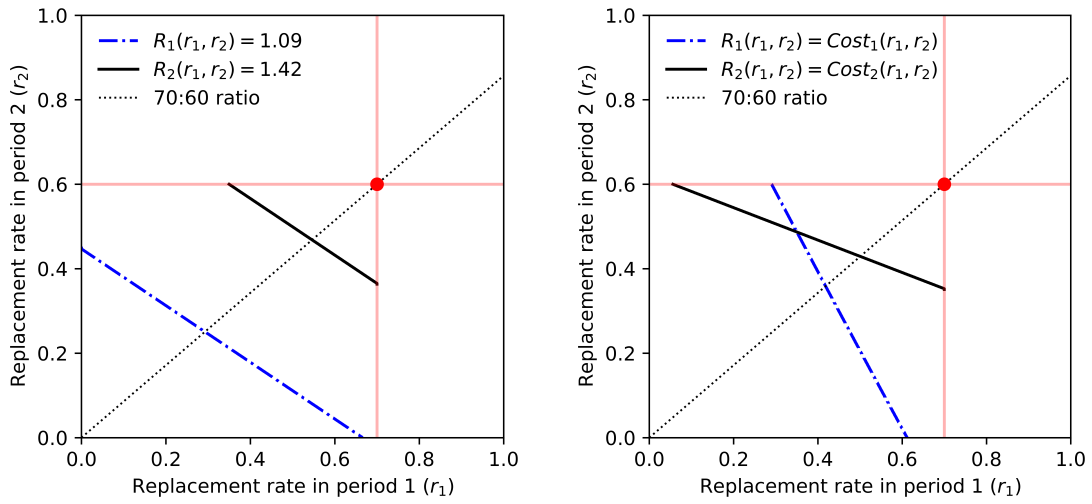 1.0
0.8
0.6
0.4
0.2
0.0
0.0 0.2 0.4 0.6 0.8 1.0
Replacement rate in period 2 (r₂)
Replacement rate in period 1 (r₁)
R₁(r₁, r₂) = 1.09
R₂(r₁, r₂) = 1.42
70:60 ratio
1.0
0.8
0.6
0.4
0.2
0.0
0.0 0.2 0.4 0.6 0.8 1.0
Replacement rate in period 2 (r₂)
Replacement rate in period 1 (r₁)
R₁(r₁, r₂) = Cost₁(r₁, r₂)
R₂(r₁, r₂) = Cost₂(r₁, r₂)
70:60 ratio